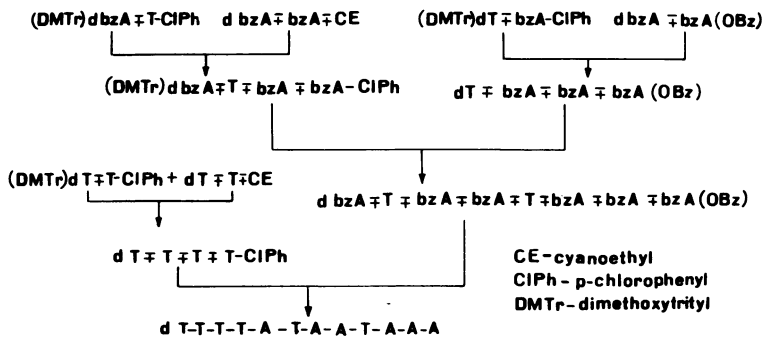 (DMTr)dbzA∓T-ClPh d bzA∓bzA∓CE (DMTr)dT∓bzA-ClPh dbzA ∓bzA(OBz)
(DMTr)d bzA∓T∓bzA ∓bzA-ClPh dT ∓ bzA∓bzA∓bzA (OBz)
(DMTr)dT∓T-ClPh + dT ∓T∓CE
d bzA∓T∓bzA∓bzA∓T∓bzA∓bzA∓bzA(OBz)
d T∓T∓T∓T-ClPh
CE-cyanoethyl
ClPh - p-chlorophenyl
DMTr-dimethoxytrityl
d T-T-T-T-A - T-A-A-T-A-A-A